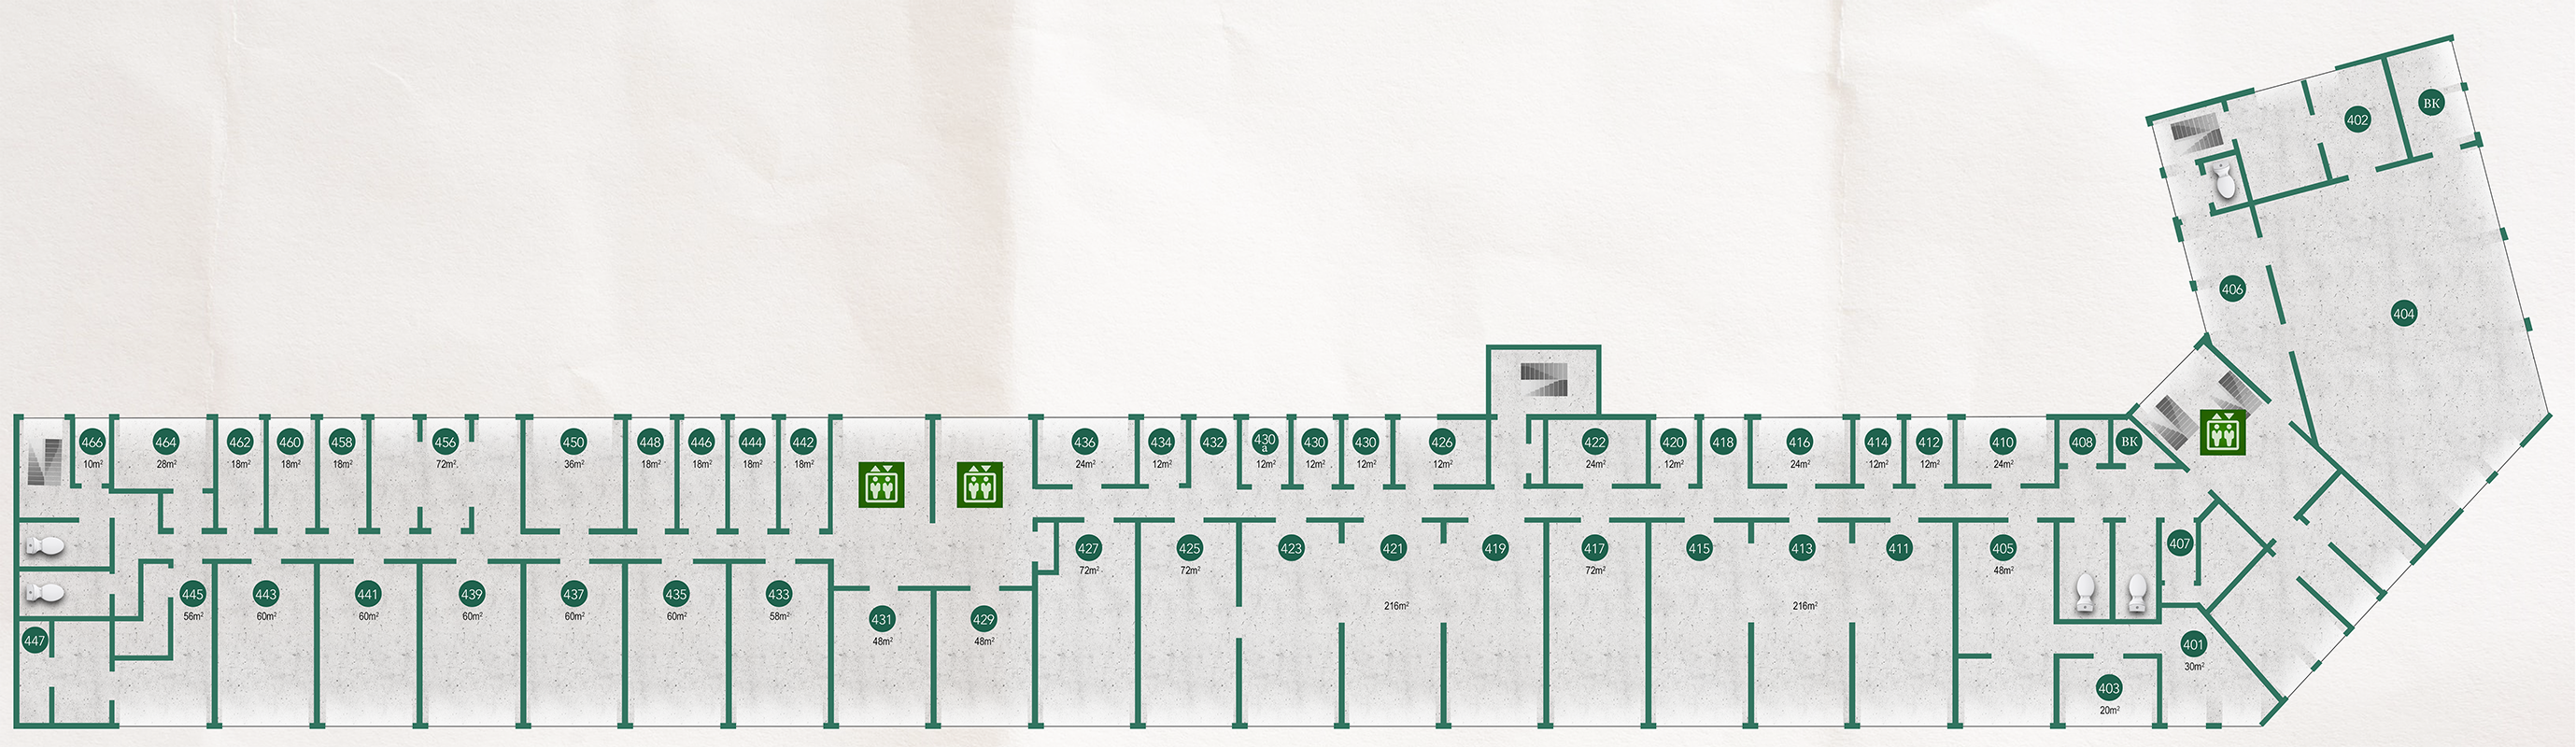 BK
402
406
404
466
10m²
464
28m²
462
18m²
460
18m²
458
18m²
456
72m²
450
36m²
448
18m²
446
18m²
444
18m²
442
18m²
436
24m²
434
12m²
432
430
a
12m²
430
12m²
430
12m²
426
12m²
422
24m²
420
12m²
418
416
24m²
414
12m²
412
12m²
410
24m²
408
BK
447
445
56m²
443
60m²
441
60m²
439
60m²
437
60m²
435
60m²
433
58m²
431
48m²
429
48m²
427
72m²
425
72m²
423
421
216m²
419
417
72m²
415
413
216m²
411
405
48m²
407
401
30m²
403
20m²